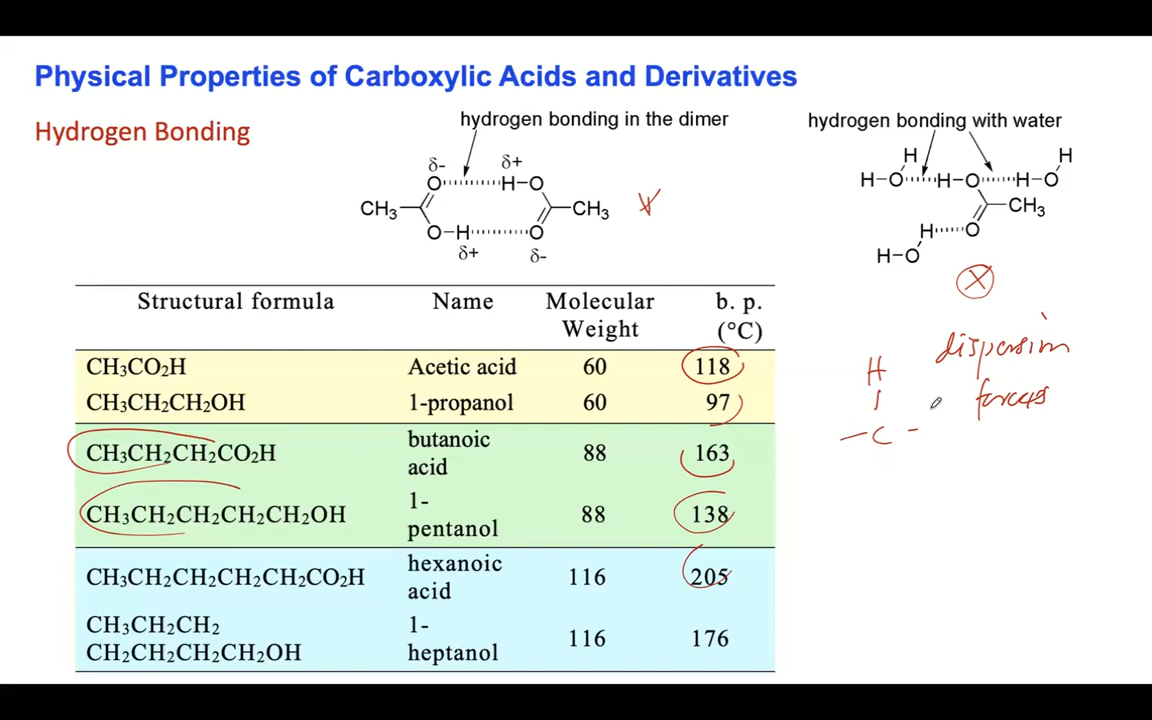 Physical Properties of Carboxylic Acids and Derivatives
Hydrogen Bonding
hydrogen bonding in the dimer
δ- δ+
O H-O
CH3 CH3
O-H O
δ+ δ-
hydrogen bonding with water
H H
H-O H-O H-O
CH3
H O
H-O
X
dispersion
forces
H
C
Structural formula Name Molecular Weight b. p. (°C)
CH3CO2H Acetic acid 60 118
CH3CH2CH2OH 1-propanol 60 97
CH3CH2CH2CO2H butanoic acid 88 163
CH3CH2CH2CH2CH2OH 1-pentanol 88 138
CH3CH2CH2CH2CH2CO2H hexanoic acid 116 205
CH3CH2CH2 CH2CH2CH2CH2OH 1-heptanol 116 176